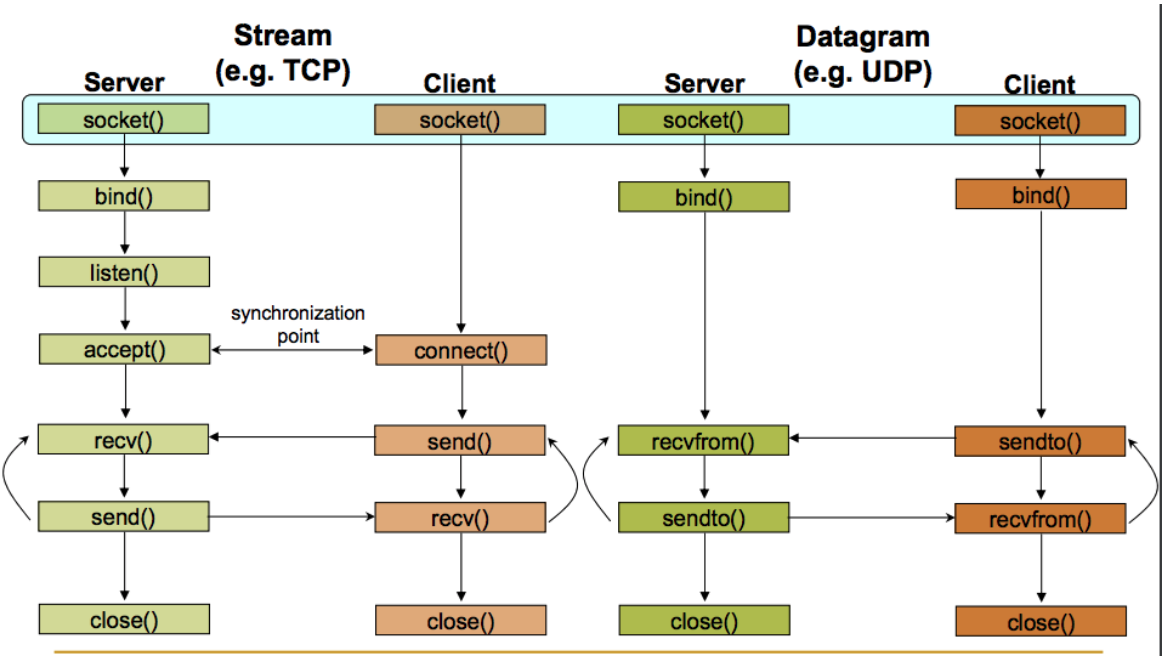 Stream
(e.g. TCP)
Datagram
(e.g. UDP)
Server
Client
Server
Client
socket()
socket()
socket()
socket()
bind()
bind()
bind()
listen()
synchronization
point
accept()
connect()
recv()
send()
recvfrom()
sendto()
send()
recv()
sendto()
recvfrom()
close()
close()
close()
close()